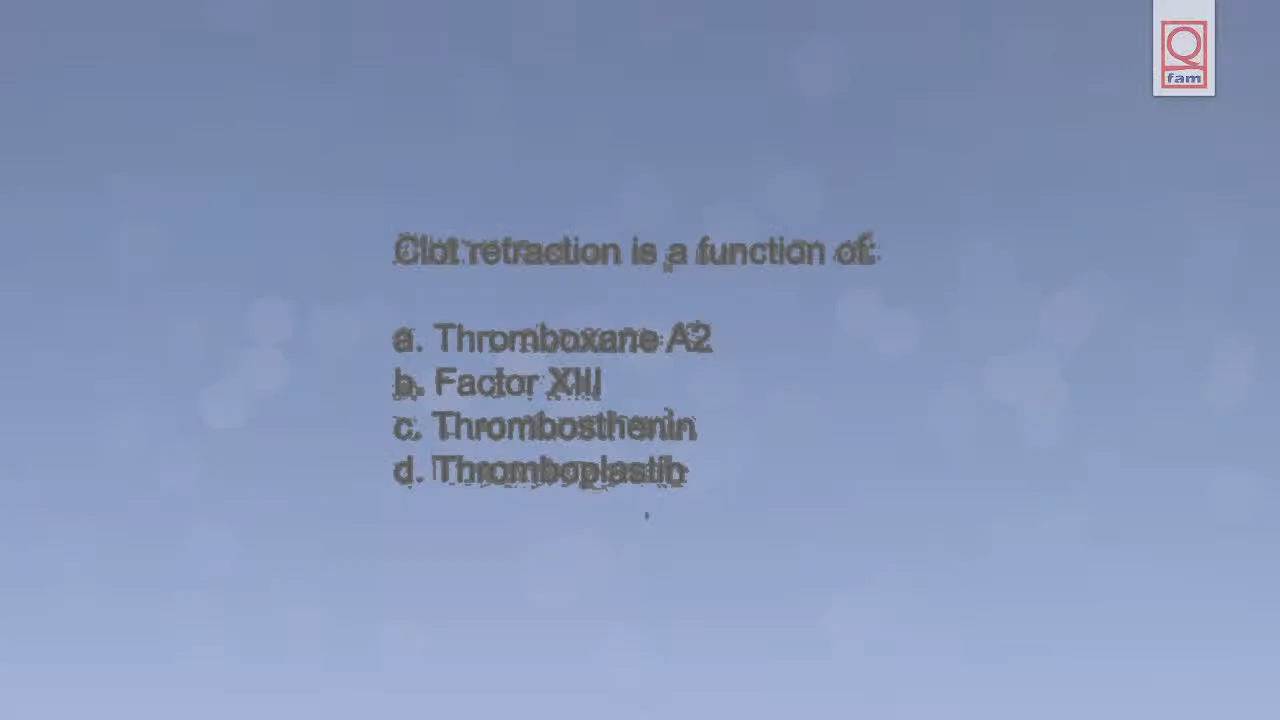 Q
fam
Clot retraction is a function of:
a. Thromboxane A2
b. Factor XIII
c. Thrombosthenin
d. Thromboplastin